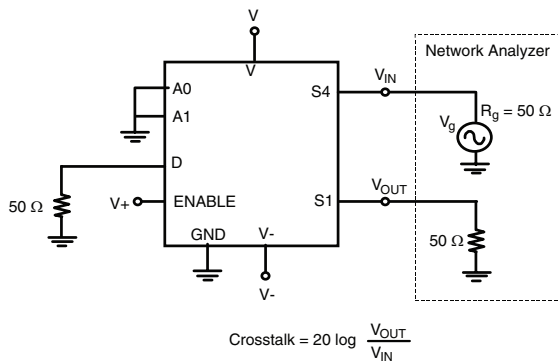 V
V
Network Analyzer
A0
A1
S4
V_IN
V_g
R_g = 50 Ω
D
50 Ω
V+
ENABLE
S1
V_OUT
50 Ω
GND
V-
V-
Crosstalk = 20 log V_OUT / V_IN